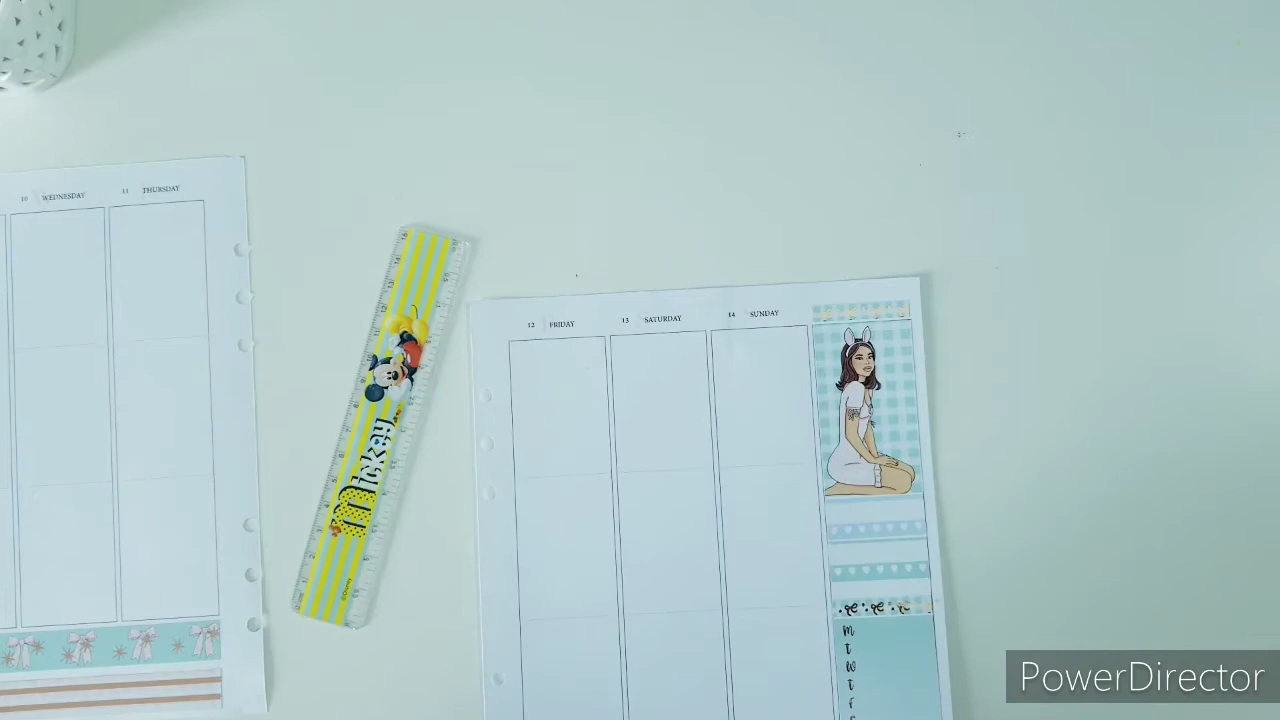 10 WEDNESDAY
11 THURSDAY
12 FRIDAY
13 SATURDAY
14 SUNDAY
Mickey
M
t
W
t
F
PowerDirector